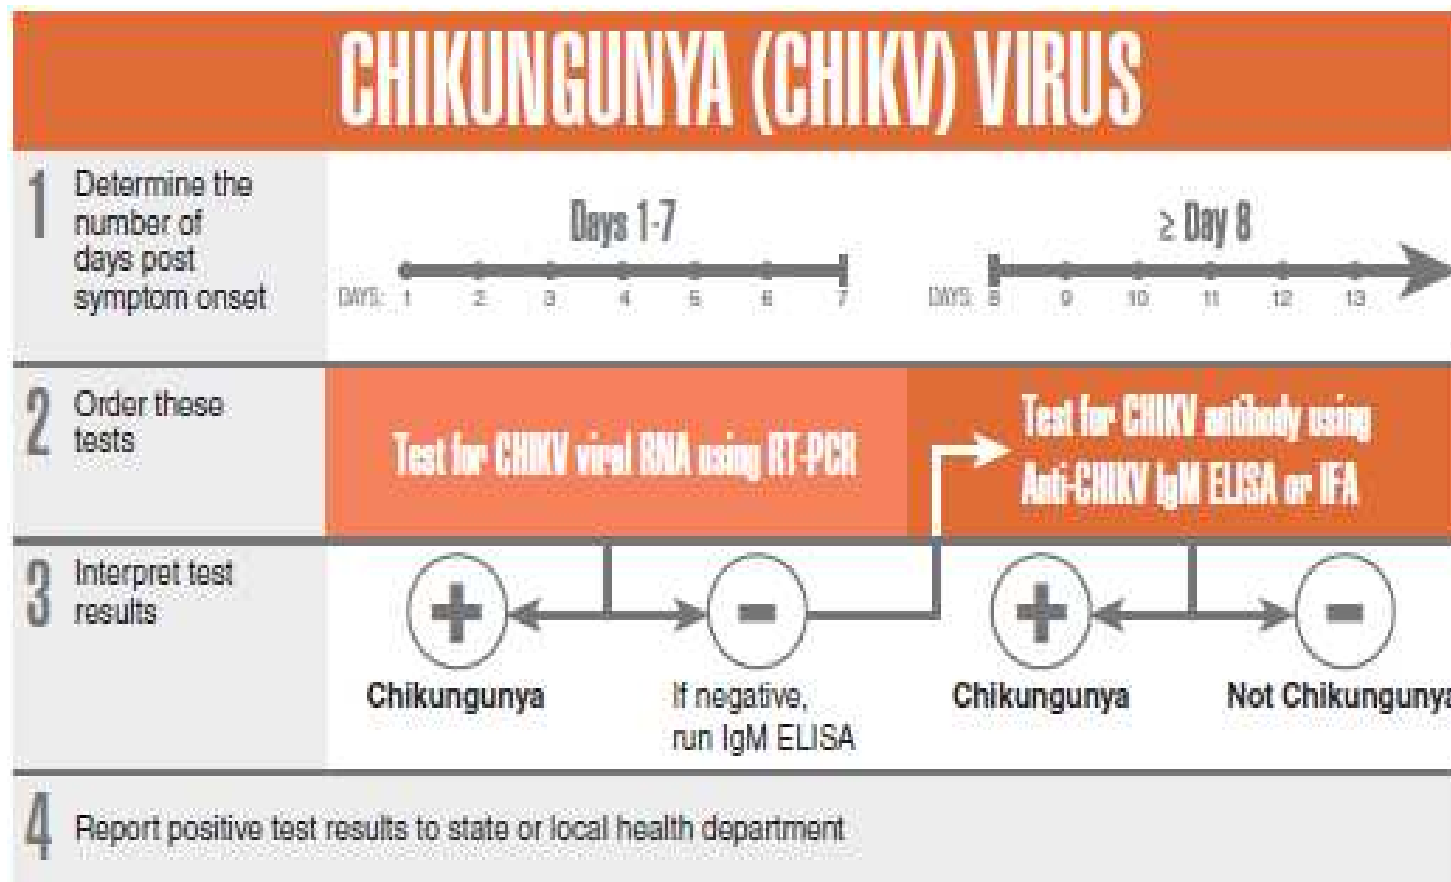 CHIKUNGUNYA (CHIKV) VIRUS
1
Determine the
number of
days post
symptom onset
Days 1-7
DAYS: 1 2 3 4 5 6 7
≥ Day 8
DAYS: 8 9 10 11 12 13
2
Order these
tests
Test for CHIKV viral RNA using RT-PCR
Test for CHIKV antibody using
Anti-CHIKV IgM ELISA or IFA
3
Interpret test
results
+
Chikungunya
-
If negative,
run IgM ELISA
+
Chikungunya
-
Not Chikungunya
4
Report positive test results to state or local health department